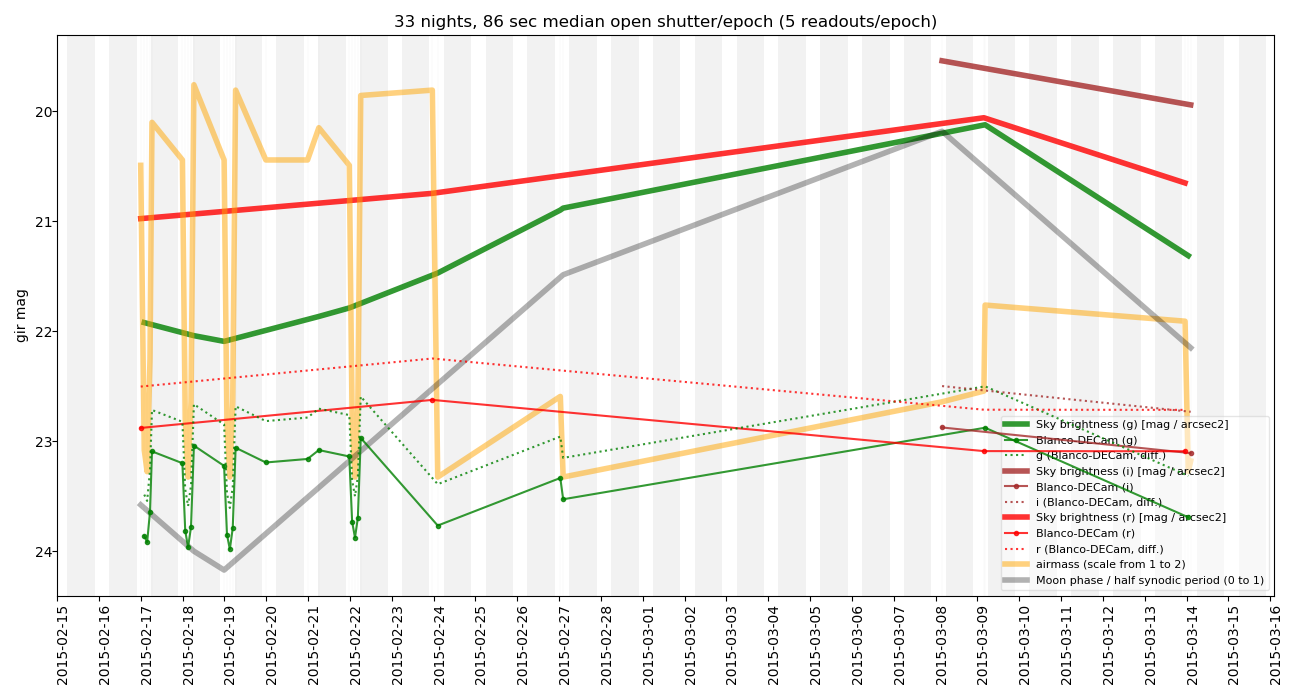 33 nights, 86 sec median open shutter/epoch (5 readouts/epoch)
gir mag
20
21
22
23
24
Sky brightness (g) [mag / arcsec2]
Blanco-DECam (g)
g (Blanco-DECam, diff.)
Sky brightness (i) [mag / arcsec2]
Blanco-DECam (i)
i (Blanco-DECam, diff.)
Sky brightness (r) [mag / arcsec2]
Blanco-DECam (r)
r (Blanco-DECam, diff.)
airmass (scale from 1 to 2)
Moon phase / half synodic period (0 to 1)
2015-02-15
2015-02-16
2015-02-17
2015-02-18
2015-02-19
2015-02-20
2015-02-21
2015-02-22
2015-02-23
2015-02-24
2015-02-25
2015-02-26
2015-02-27
2015-02-28
2015-03-01
2015-03-02
2015-03-03
2015-03-04
2015-03-05
2015-03-06
2015-03-07
2015-03-08
2015-03-09
2015-03-10
2015-03-11
2015-03-12
2015-03-13
2015-03-14
2015-03-15
2015-03-16